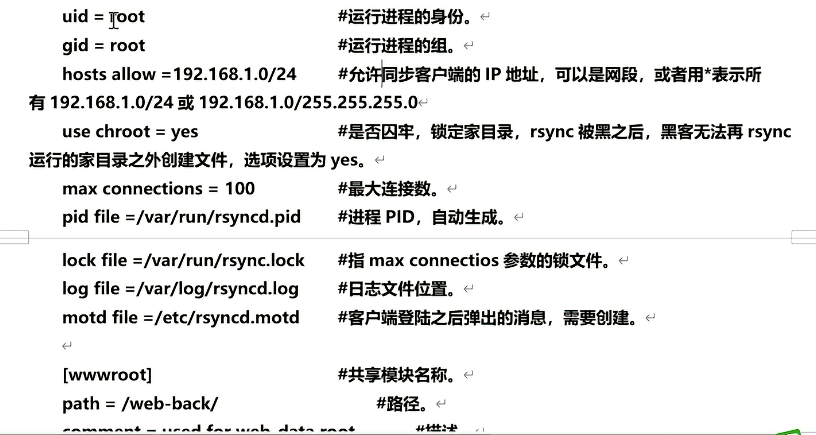 uid = root #运行进程的身份。
gid = root #运行进程的组。
hosts allow =192.168.1.0/24 #允许同步客户端的 IP 地址，可以是网段，或者用*表示所
有 192.168.1.0/24 或 192.168.1.0/255.255.255.0
use chroot = yes #是否囚牢，锁定家目录，rsync 被黑之后，黑客无法再 rsync
运行的家目录之外创建文件，选项设置为 yes。
max connections = 100 #最大连接数。
pid file =/var/run/rsyncd.pid #进程 PID，自动生成。
lock file =/var/run/rsync.lock #指 max connectios 参数的锁文件。
log file =/var/log/rsyncd.log #日志文件位置。
motd file =/etc/rsyncd.motd #客户端登陆之后弹出的消息，需要创建。
[wwwroot] #共享模块名称。
path = /web-back/ #路径。
comment = used for web-data root #描述